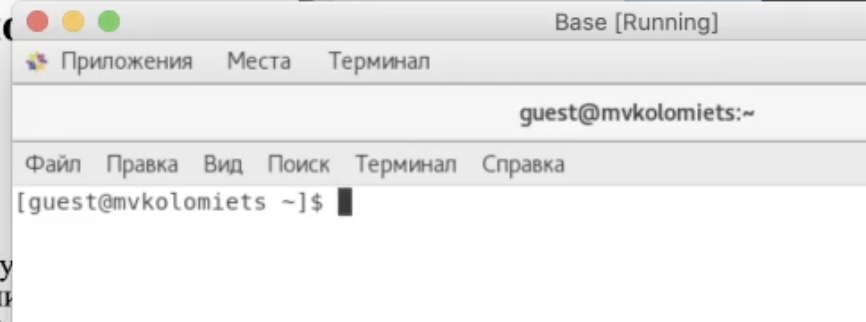 Base [Running]
Приложения Места Терминал
guest@mvkolomiets:~
Файл Правка Вид Поиск Терминал Справка
[guest@mvkolomiets ~]$